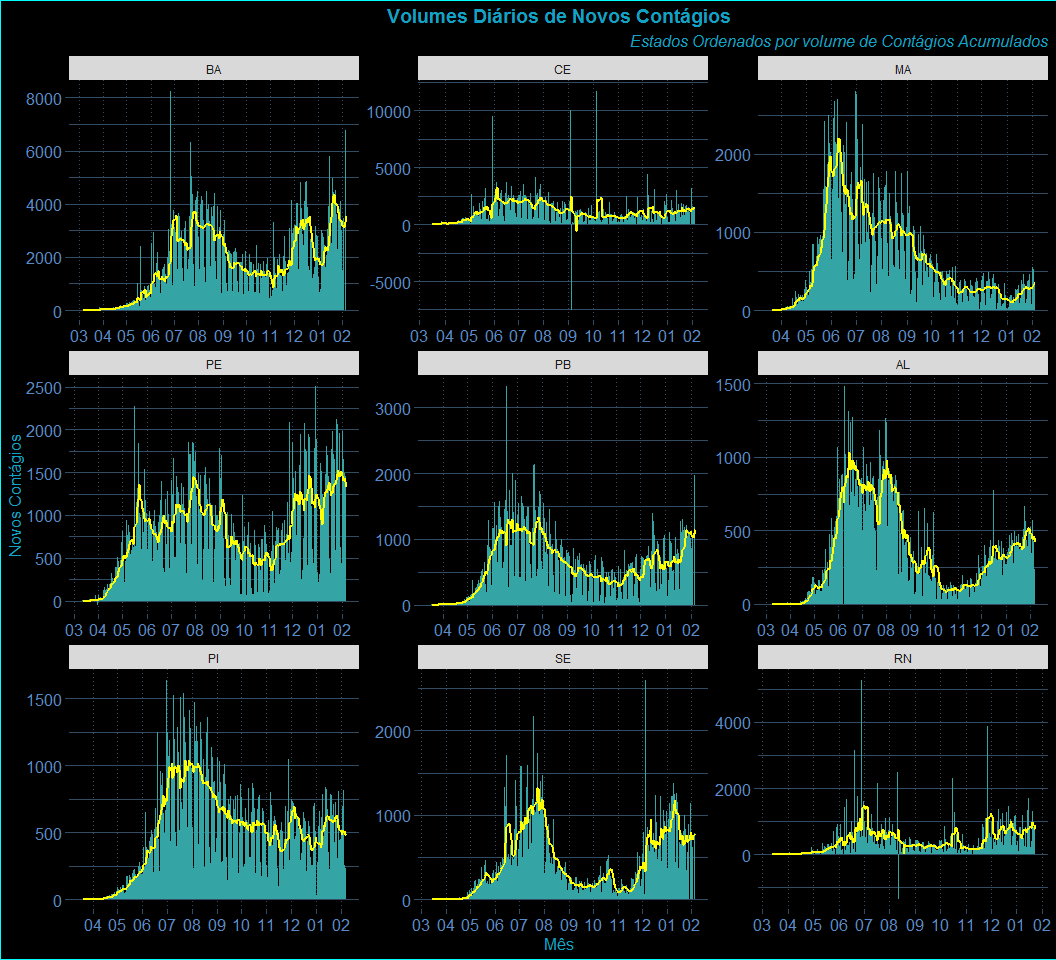 Volumes Diários de Novos Contágios
Estados Ordenados por volume de Contágios Acumulados
BA CE MA
8000
6000
4000
2000
0
10000
5000
0
-5000
2000
1000
0
03 04 05 06 07 08 09 10 11 12 01 02
03 04 05 06 07 08 09 10 11 12 01 02
04 05 06 07 08 09 10 11 12 01 02
PE PB AL
2500
2000
1500
1000
500
0
3000
2000
1000
0
1500
1000
500
0
03 04 05 06 07 08 09 10 11 12 01 02
04 05 06 07 08 09 10 11 12 01 02
03 04 05 06 07 08 09 10 11 12 01 02
PI SE RN
1500
1000
500
0
2000
1000
0
4000
2000
0
04 05 06 07 08 09 10 11 12 01 02
03 04 05 06 07 08 09 10 11 12 01 02
03 04 05 06 07 08 09 10 11 12 01 02
Novos Contágios
Mês